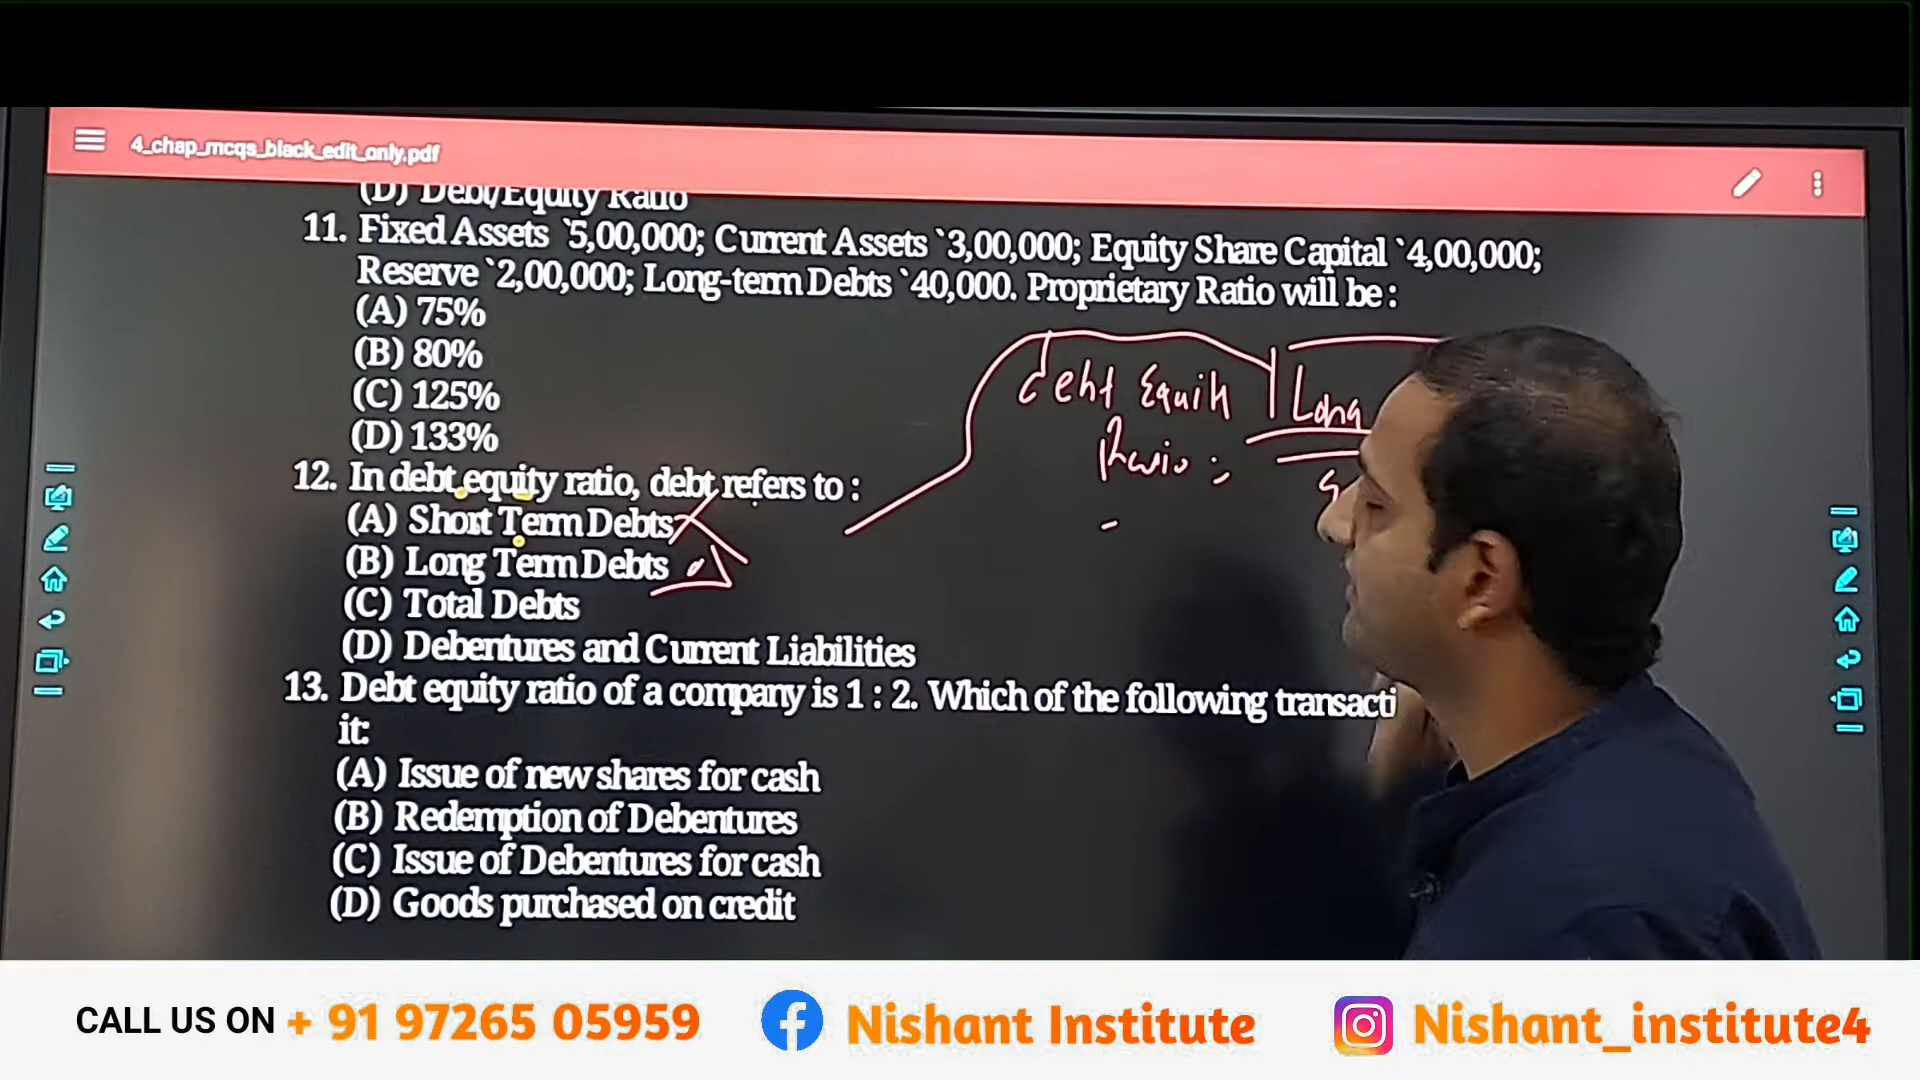 4_chap_mcqs_black_edit_only.pdf
(D) Debt/Equity Ratio
11. Fixed Assets `5,00,000; Current Assets `3,00,000; Equity Share Capital `4,00,000;
Reserve `2,00,000; Long-term Debts `40,000. Proprietary Ratio will be :
(A) 75%
(B) 80%
(C) 125%
(D) 133%
debt Equity Long
Ratio :
12. In debt equity ratio, debt refers to :
(A) Short Term Debts
(B) Long Term Debts
(C) Total Debts
(D) Debentures and Current Liabilities
13. Debt equity ratio of a company is 1 : 2. Which of the following transacti
it:
(A) Issue of new shares for cash
(B) Redemption of Debentures
(C) Issue of Debentures for cash
(D) Goods purchased on credit
CALL US ON + 91 97265 05959 Nishant Institute Nishant_institute4